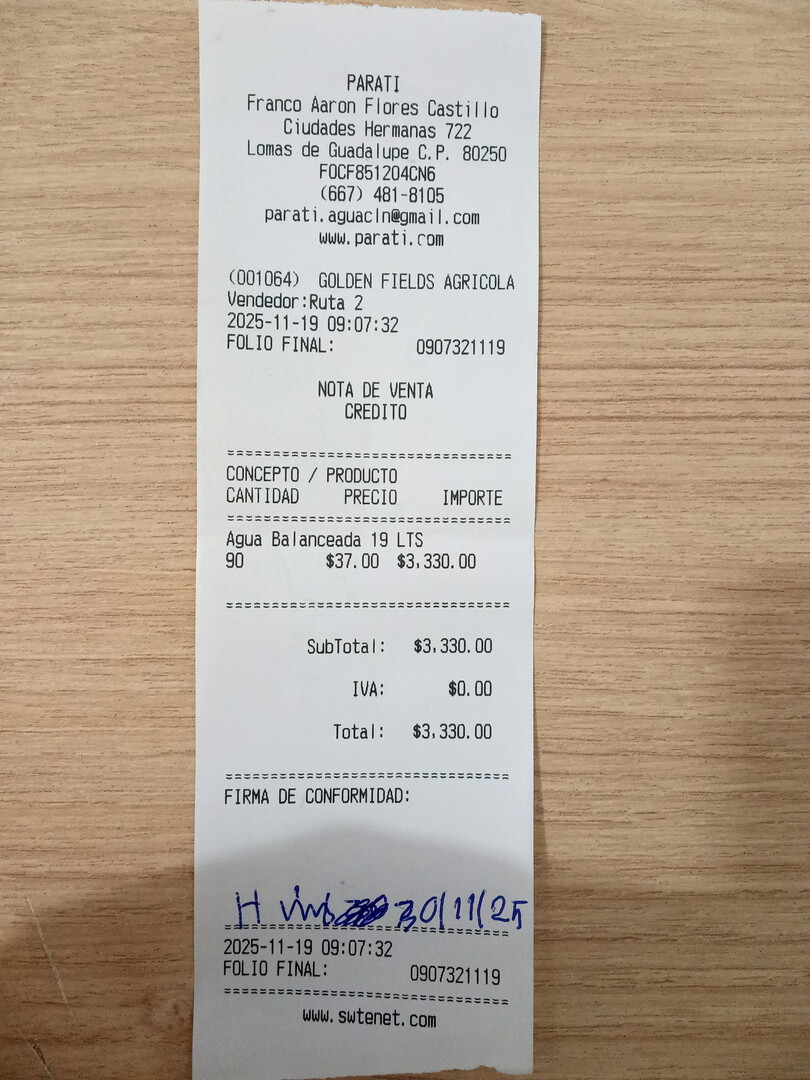 PARATI
Franco Aaron Flores Castillo
Ciudades Hermanas 722
Lomas de Guadalupe C.P. 80250
FOCF851204CN6
(667) 481-8105
parati.aguacln@gmail.com
www.parati.com
(001064) GOLDEN FIELDS AGRICOLA
Vendedor:Ruta 2
2025-11-19 09:07:32
FOLIO FINAL: 0907321119
NOTA DE VENTA
CREDITO
================================
CONCEPTO / PRODUCTO
CANTIDAD PRECIO IMPORTE
================================
Agua Balanceada 19 LTS
90 $37.00 $3,330.00
================================
SubTotal: $3,330.00
IVA: $0.00
Total: $3,330.00
================================
FIRMA DE CONFORMIDAD:
H 30/11/25
================================
2025-11-19 09:07:32
FOLIO FINAL: 0907321119
================================
www.swtenet.com